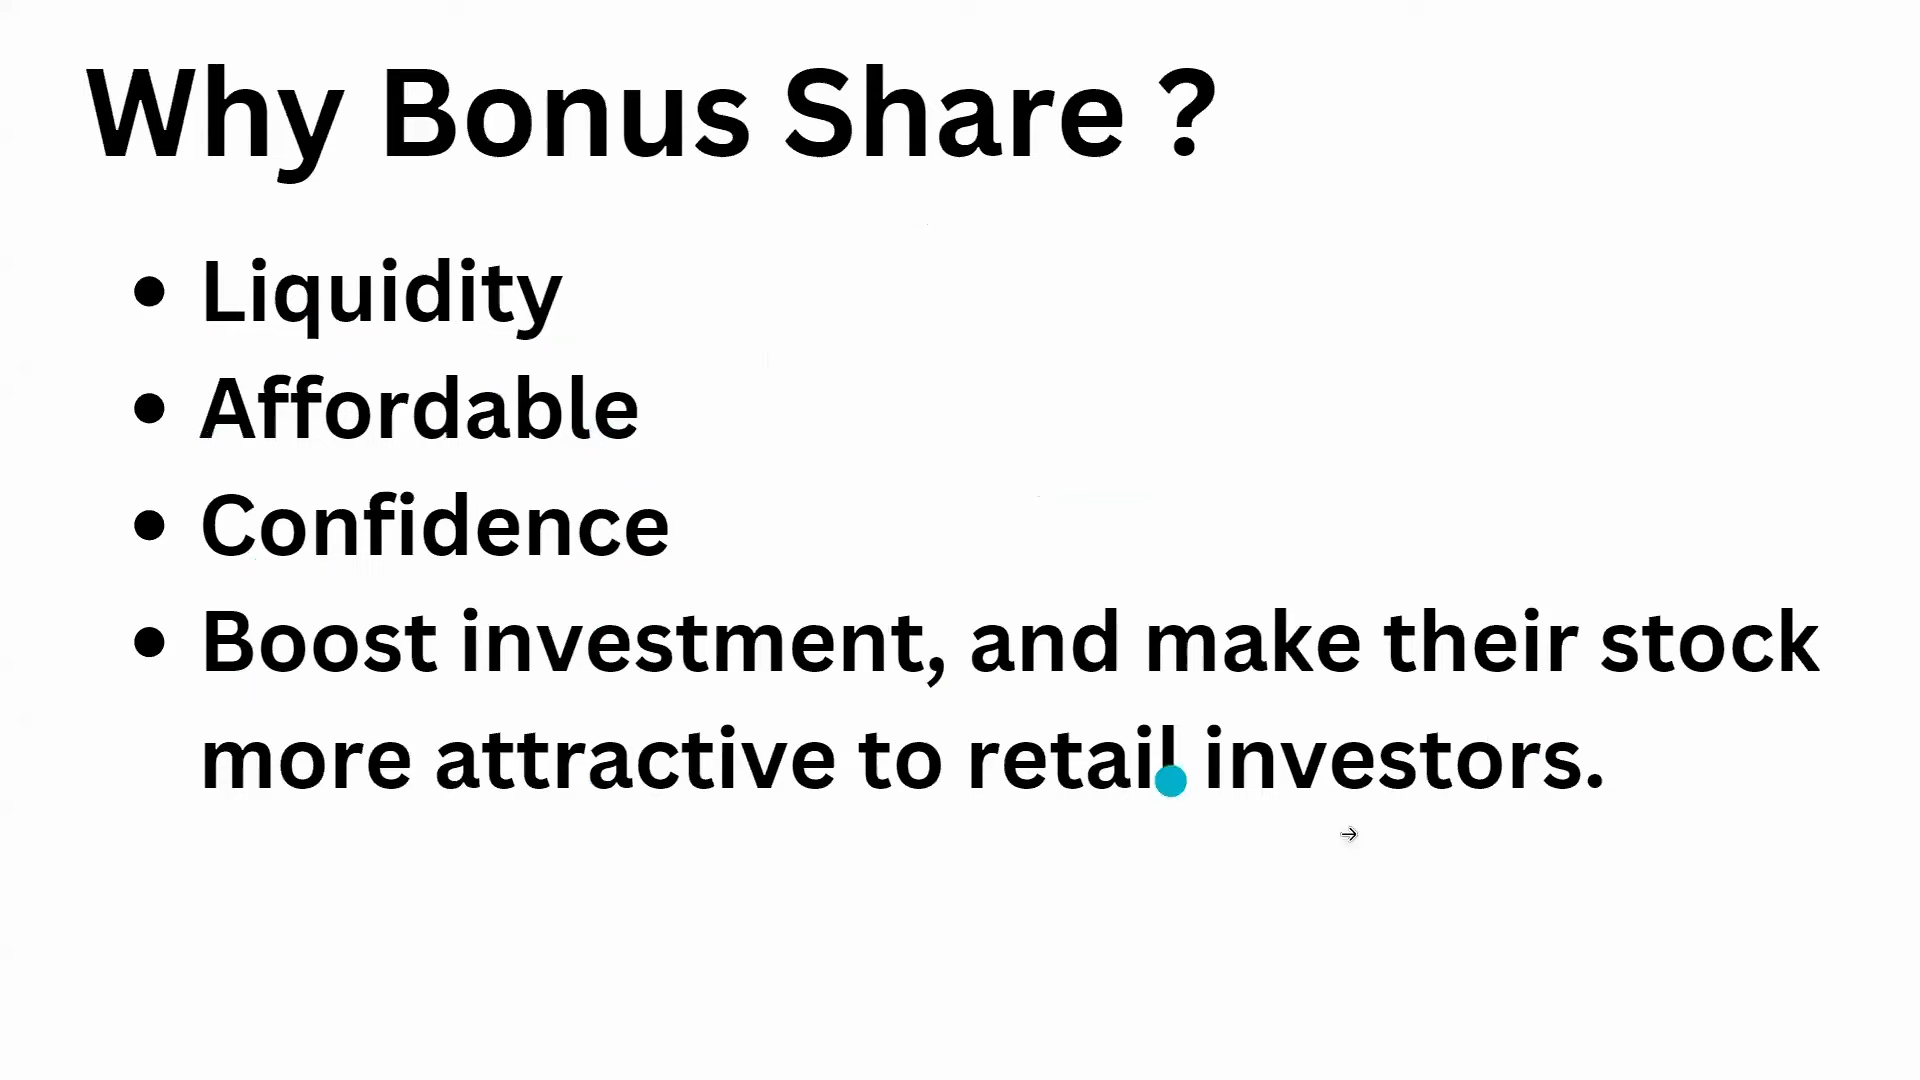 Why Bonus Share ?
• Liquidity
• Affordable
• Confidence
• Boost investment, and make their stock
more attractive to retail investors.